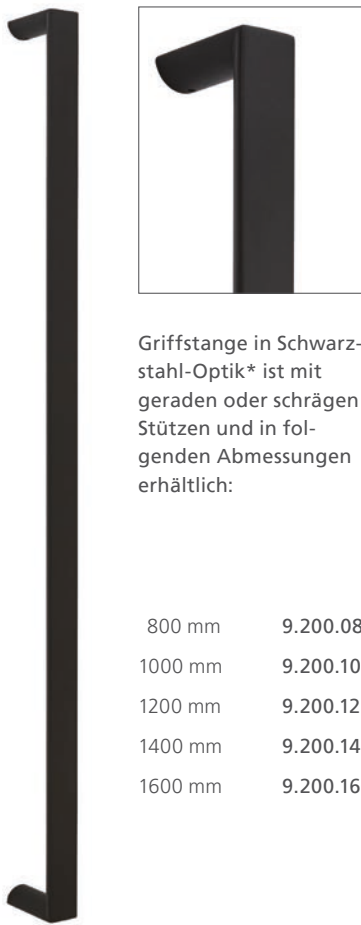 Griffstange in Schwarz-
stahl-Optik* ist mit
geraden oder schrägen
Stützen und in fol-
genden Abmessungen
erhältlich:
800 mm 9.200.08
1000 mm 9.200.10
1200 mm 9.200.12
1400 mm 9.200.14
1600 mm 9.200.16